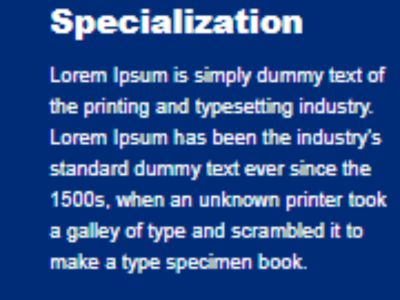 Specialization
Lorem Ipsum is simply dummy text of
the printing and typesetting industry.
Lorem Ipsum has been the industry's
standard dummy text ever since the
1500s, when an unknown printer took
a galley of type and scrambled it to
make a type specimen book.